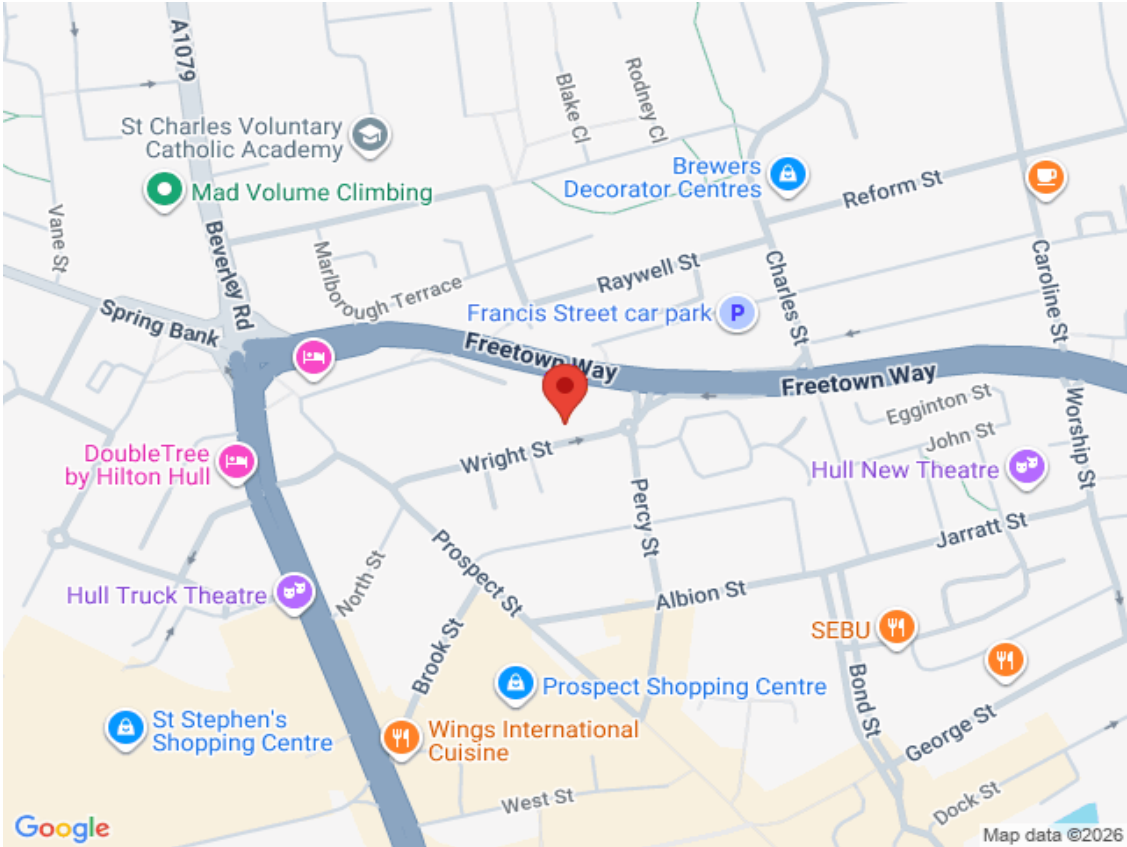 A1079
Blake Cl
Rodney Cl
St Charles Voluntary
Catholic Academy
Brewers
Decorator Centres
Mad Volume Climbing
Reform St
Vane St
Beverley Rd
Marlborough Terrace
Raywell St
Charles St
Caroline St
Spring Bank
Francis Street car park
P
Freetown Way
Freetown Way
Egginton St
Worship St
John St
DoubleTree
by Hilton Hull
Wright St
Hull New Theatre
Percy St
Prospect St
Jarratt St
North St
Hull Truck Theatre
Albion St
SEBU
Brook St
Prospect Shopping Centre
Bond St
St Stephen's
Shopping Centre
Wings International
Cuisine
George St
West St
Dock St
Google
Map data ©2026